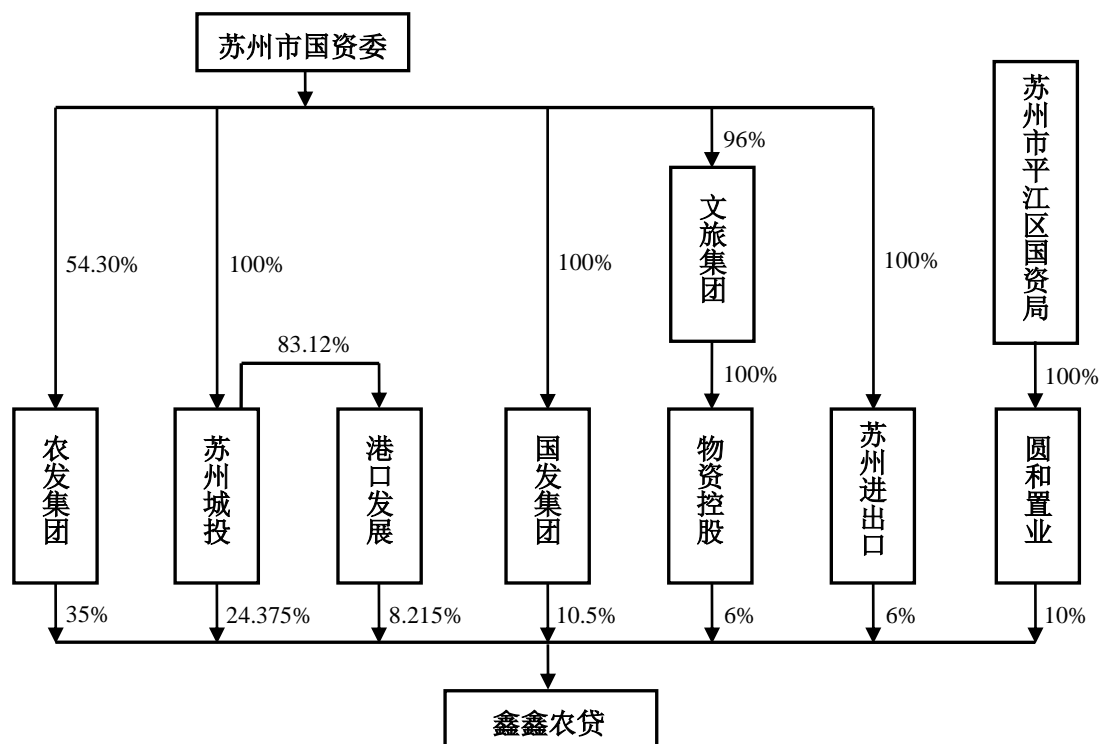 苏州市国资委
苏州市平江区国资局
96%
文旅集团
54.30%
100%
100%
100%
83.12%
100%
100%
农发集团
苏州城投
港口发展
国发集团
物资控股
苏州进出口
圆和置业
35%
24.375%
8.215%
10.5%
6%
6%
10%
鑫鑫农贷